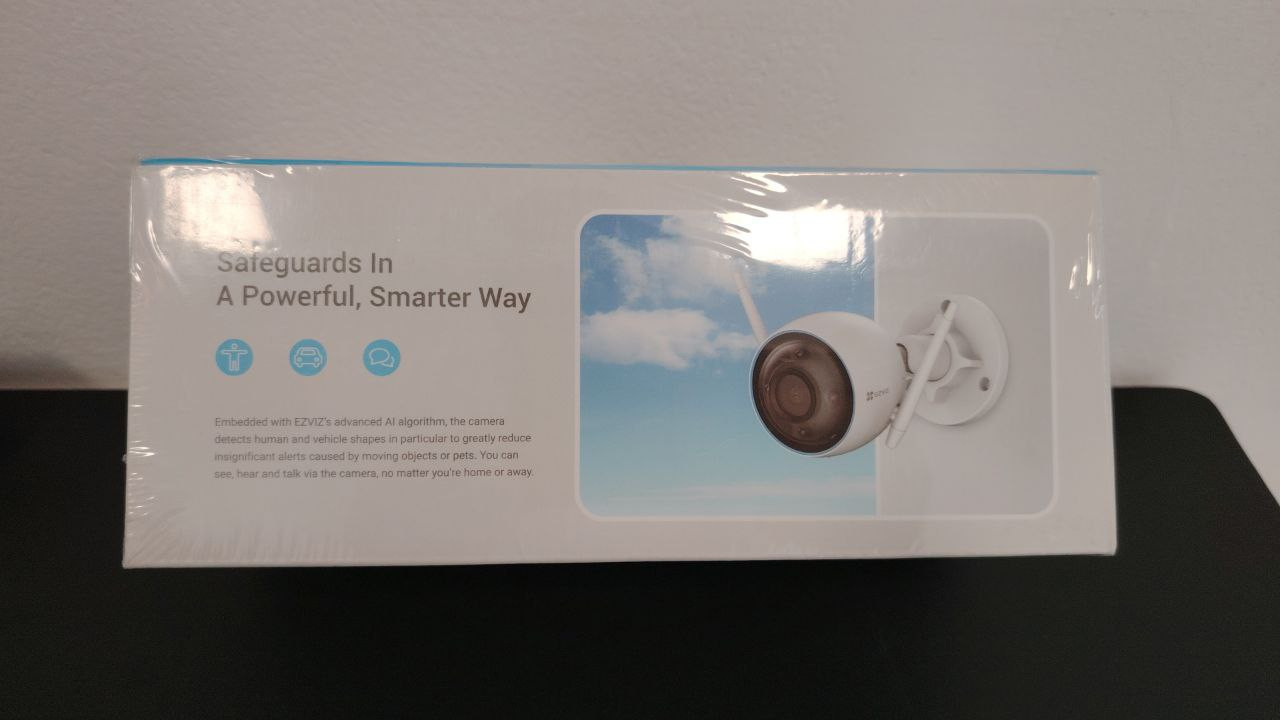 Safeguards In
A Powerful, Smarter Way
Embedded with EZVIZ's advanced AI algorithm, the camera
detects human and vehicle shapes in particular to greatly reduce
insignificant alerts caused by moving objects or pets. You can
see, hear and talk via the camera, no matter you're home or away.
EZVIZ